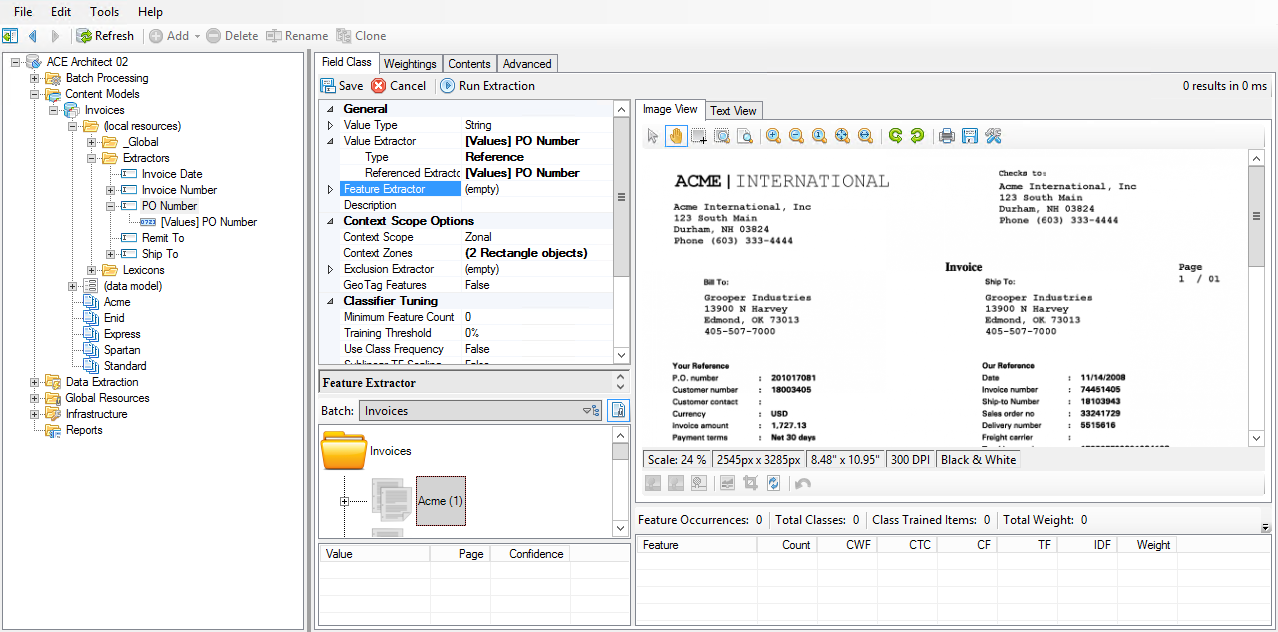 File Edit Tools Help
Refresh Add Delete Rename Clone
ACE Architect 02
Batch Processing
Content Models
Invoices
(local resources)
_Global
Extractors
Invoice Date
Invoice Number
PO Number
[Values] PO Number
Remit To
Ship To
Lexicons
(data model)
Acme
Enid
Express
Spartan
Standard
Data Extraction
Global Resources
Infrastructure
Reports
Field Class Weightings Contents Advanced
Save Cancel Run Extraction 0 results in 0 ms
General
Value Type String
Value Extractor [Values] PO Number
Type Reference
Referenced Extractc [Values] PO Number
Feature Extractor (empty)
Description
Context Scope Options
Context Scope Zonal
Context Zones (2 Rectangle objects)
Exclusion Extractor (empty)
GeoTag Features False
Classifier Tuning
Minimum Feature Count 0
Training Threshold 0%
Use Class Frequency False
Feature Extractor
Batch: Invoices
Invoices
Acme (1)
Value Page Confidence
Image View Text View
ACME | INTERNATIONAL
Acme International, Inc
123 South Main
Durham, NH 03824
Phone (603) 333-4444
Checks to:
Acme International, Inc
123 South Main
Durham, NH 03824
Phone (603) 333-4444
Invoice
Page
1 / 01
Bill To:
Grooper Industries
13900 N Harvey
Edmond, OK 73013
405-507-7000
Ship To:
Grooper Industries
13900 N Harvey
Edmond, OK 73013
405-507-7000
Your Reference
P.O. number : 201017081
Customer number : 18003405
Customer contact :
Currency : USD
Invoice amount : 1,727.13
Payment terms : Net 30 days
Our Reference
Date : 11/14/2008
Invoice number : 74451405
Ship-to Number : 18103943
Sales order no : 33241729
Delivery number : 5515616
Freight carrier :
Scale: 24 % 2545px x 3285px 8.48" x 10.95" 300 DPI Black & White
Feature Occurrences: 0 Total Classes: 0 Class Trained Items: 0 Total Weight: 0
Feature Count CWF CTC CF TF IDF Weight